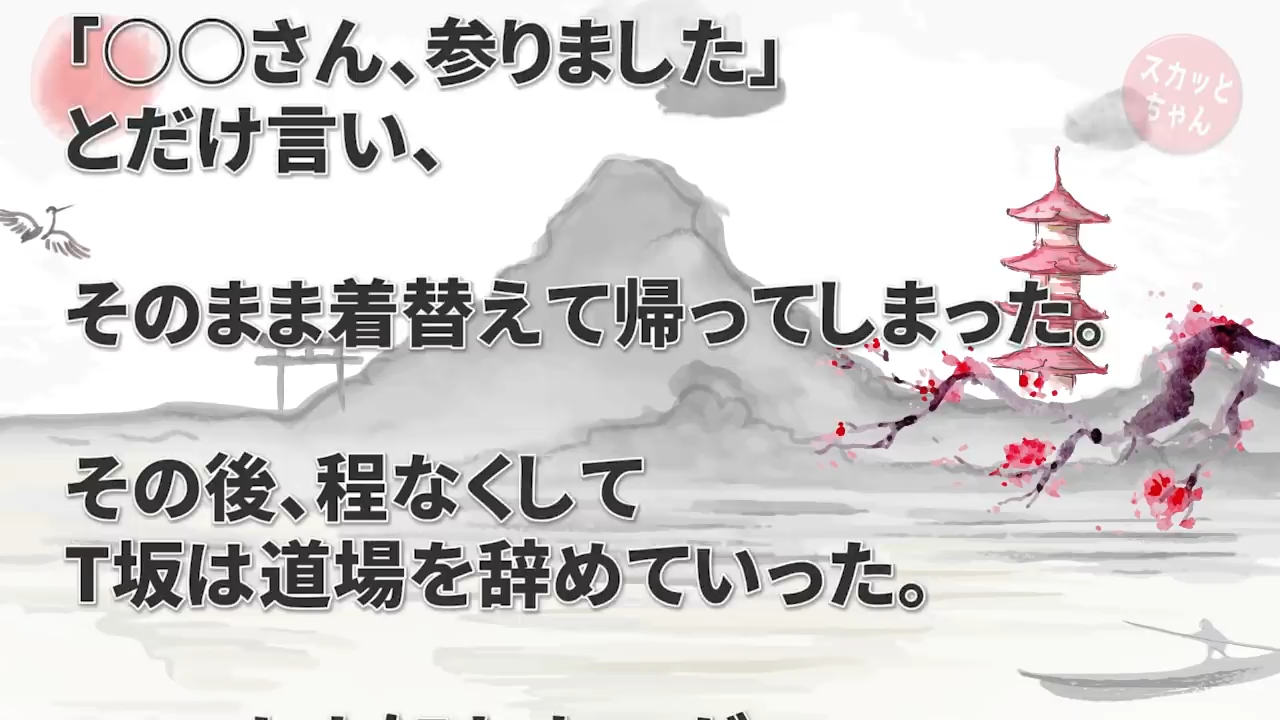 「○○さん、参りました」
とだけ言い、
そのまま着替えて帰ってしまった。
その後、程なくして
T坂は道場を辞めていった。
スカッと
ちゃん